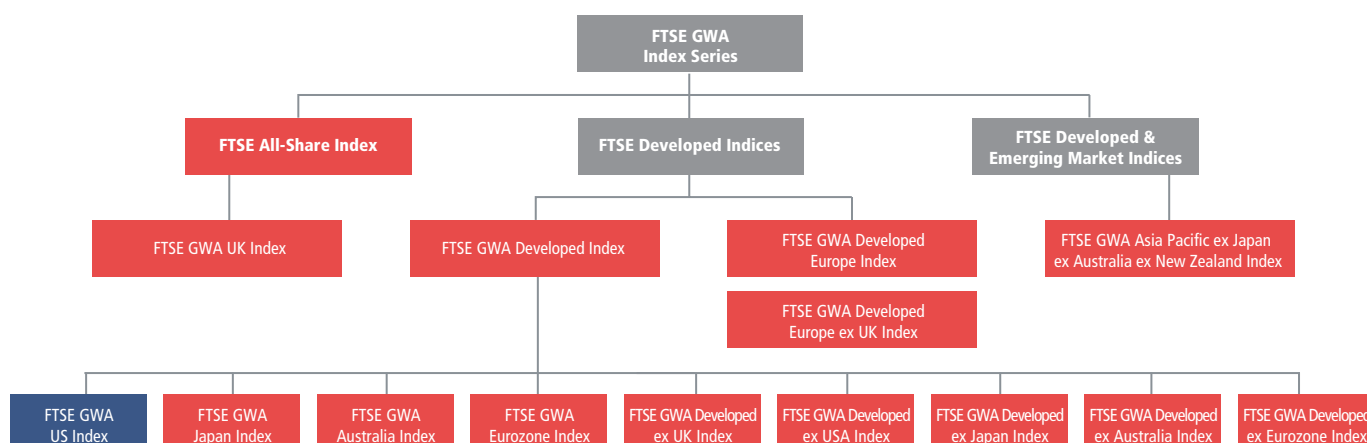 FTSE GWA
Index Series
FTSE All-Share Index
FTSE Developed Indices
FTSE Developed &
Emerging Market Indices
FTSE GWA UK Index
FTSE GWA Developed Index
FTSE GWA Developed
Europe Index
FTSE GWA Asia Pacific ex Japan
ex Australia ex New Zealand Index
FTSE GWA Developed
Europe ex UK Index
FTSE GWA
US Index
FTSE GWA
Japan Index
FTSE GWA
Australia Index
FTSE GWA
Eurozone Index
FTSE GWA Developed
ex UK Index
FTSE GWA Developed
ex USA Index
FTSE GWA Developed
ex Japan Index
FTSE GWA Developed
ex Australia Index
FTSE GWA Developed
ex Eurozone Index